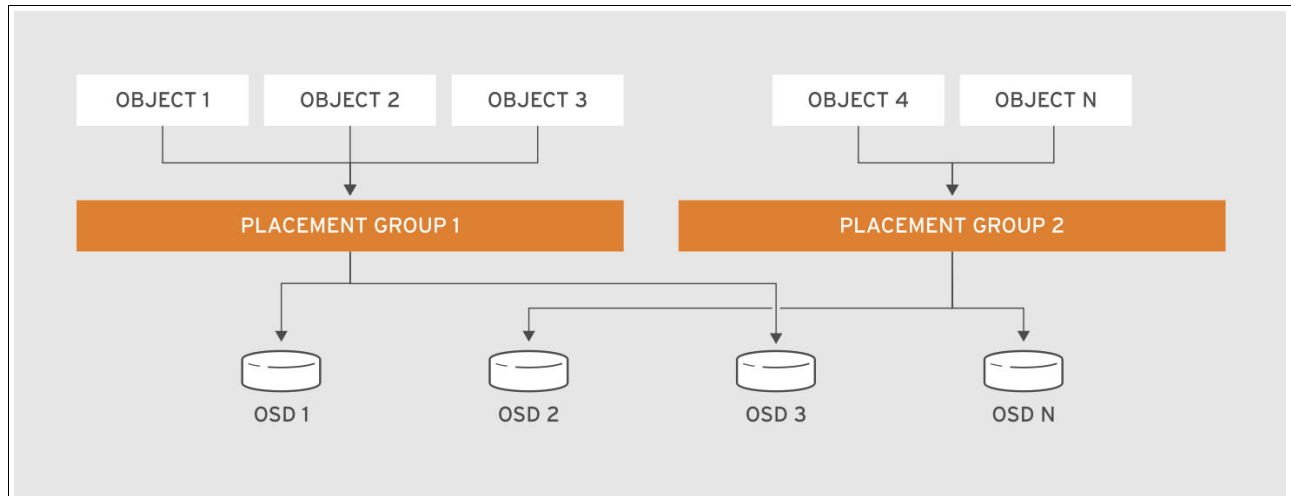 OBJECT 1 OBJECT 2 OBJECT 3 OBJECT 4 OBJECT N
PLACEMENT GROUP 1 PLACEMENT GROUP 2
OSD 1 OSD 2 OSD 3 OSD N